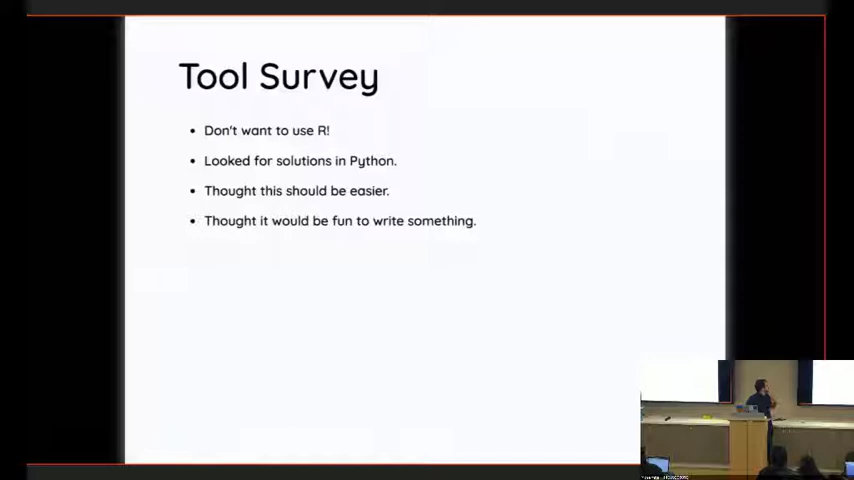 Tool Survey
Don't want to use R!
Looked for solutions in Python.
Thought this should be easier.
Thought it would be fun to write something.